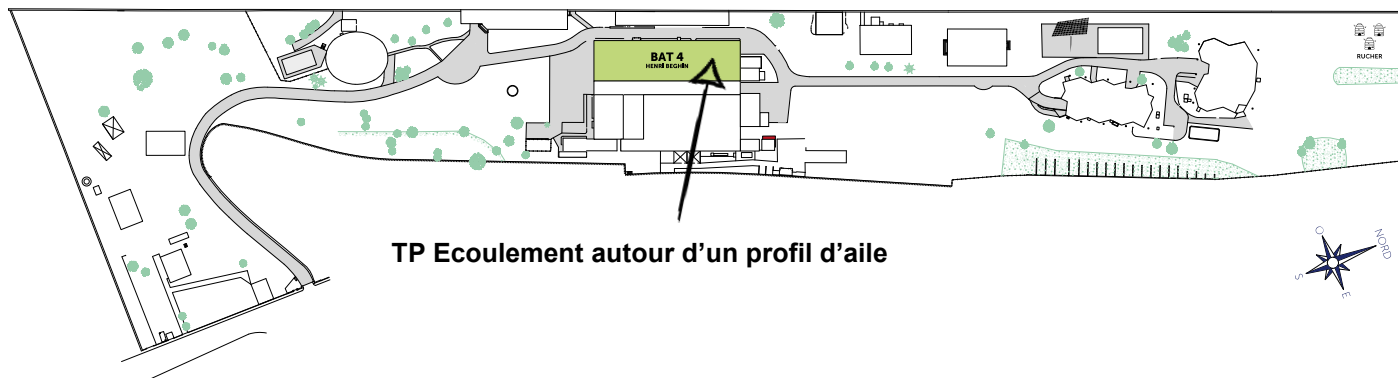 BAT 4
HENRI BEGHIN
RUCHER
TP Ecoulement autour d’un profil d’aile
O
NORD
S
E